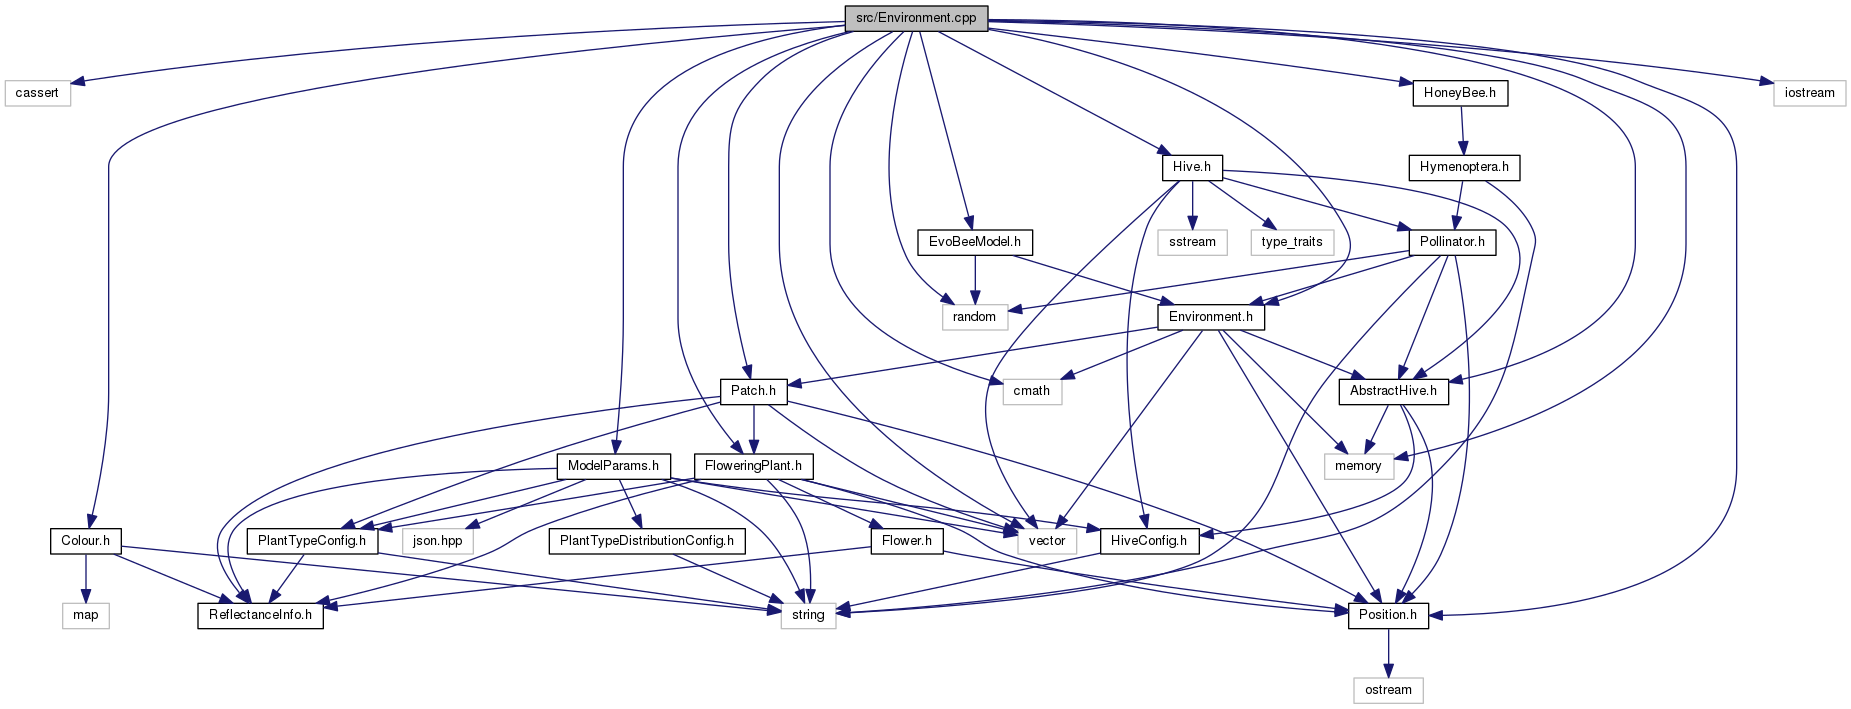 src/Environment.cpp
cassert
HoneyBee.h
iostream
Hive.h
Hymenoptera.h
EvoBeeModel.h
sstream
type_traits
Pollinator.h
random
Environment.h
Patch.h
cmath
AbstractHive.h
ModelParams.h
FloweringPlant.h
memory
Colour.h
PlantTypeConfig.h
json.hpp
PlantTypeDistributionConfig.h
Flower.h
vector
HiveConfig.h
map
ReflectanceInfo.h
string
Position.h
ostream